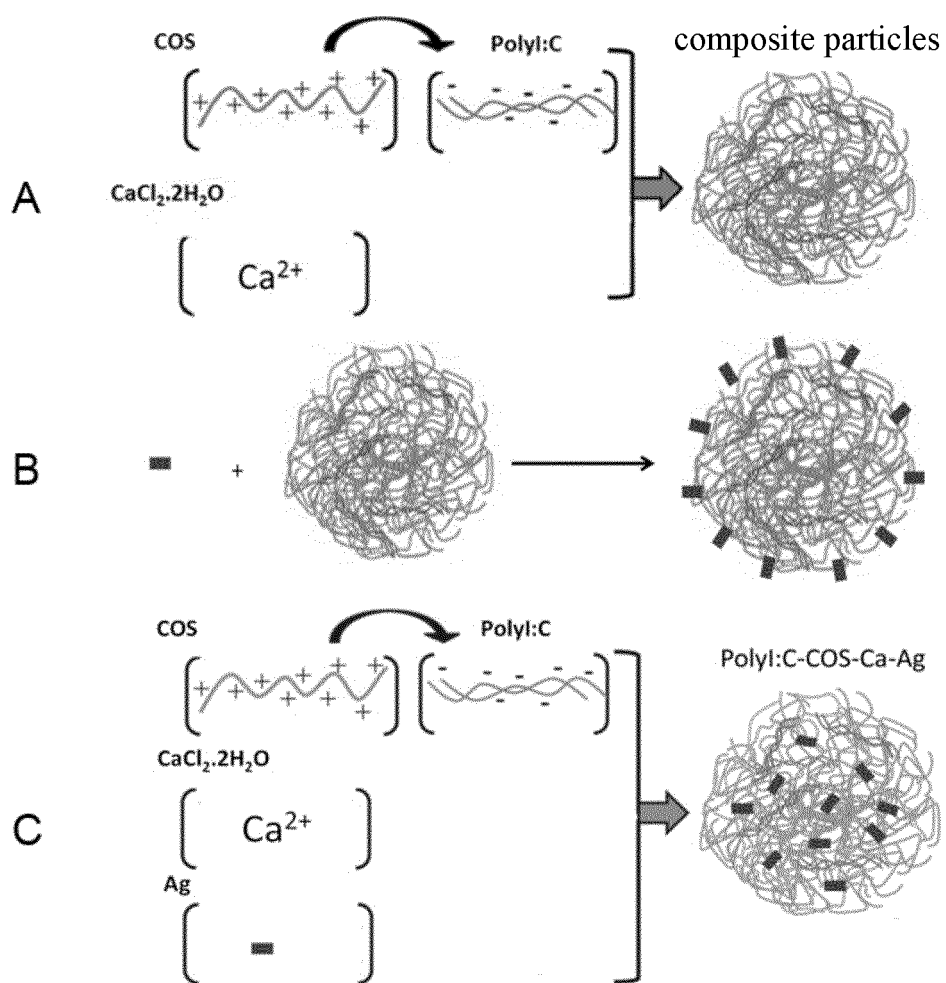 COS
PolyI:C
composite particles
+ + + + + + + + +
- - - - - - -
A
CaCl₂.2H₂O
Ca²⁺
B
+
COS
PolyI:C
+ + + + + + + + +
- - - - - - -
PolyI:C-COS-Ca-Ag
CaCl₂.2H₂O
C
Ca²⁺
Ag